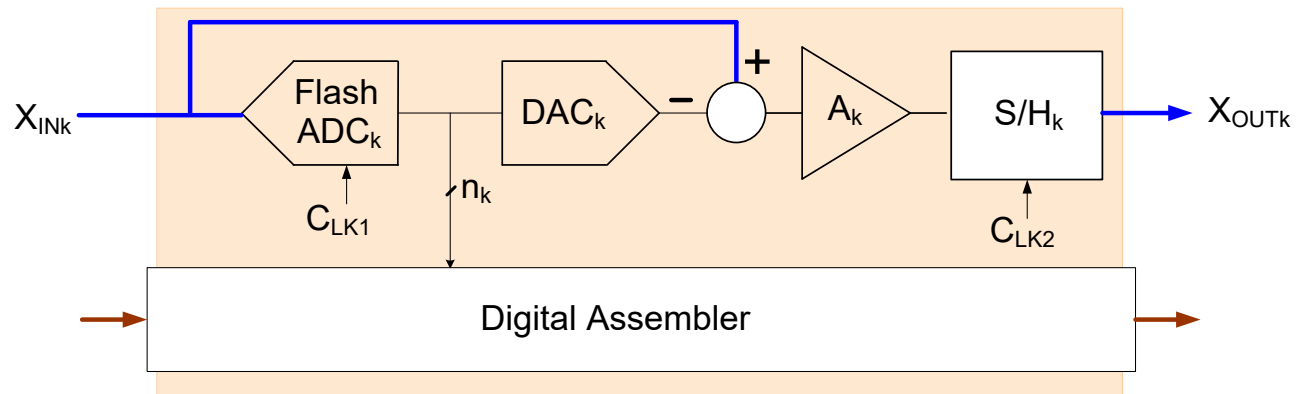 X_INk
Flash
ADC_k
DAC_k
−
+
A_k
S/H_k
X_OUTk
n_k
C_LK1
C_LK2
Digital Assembler